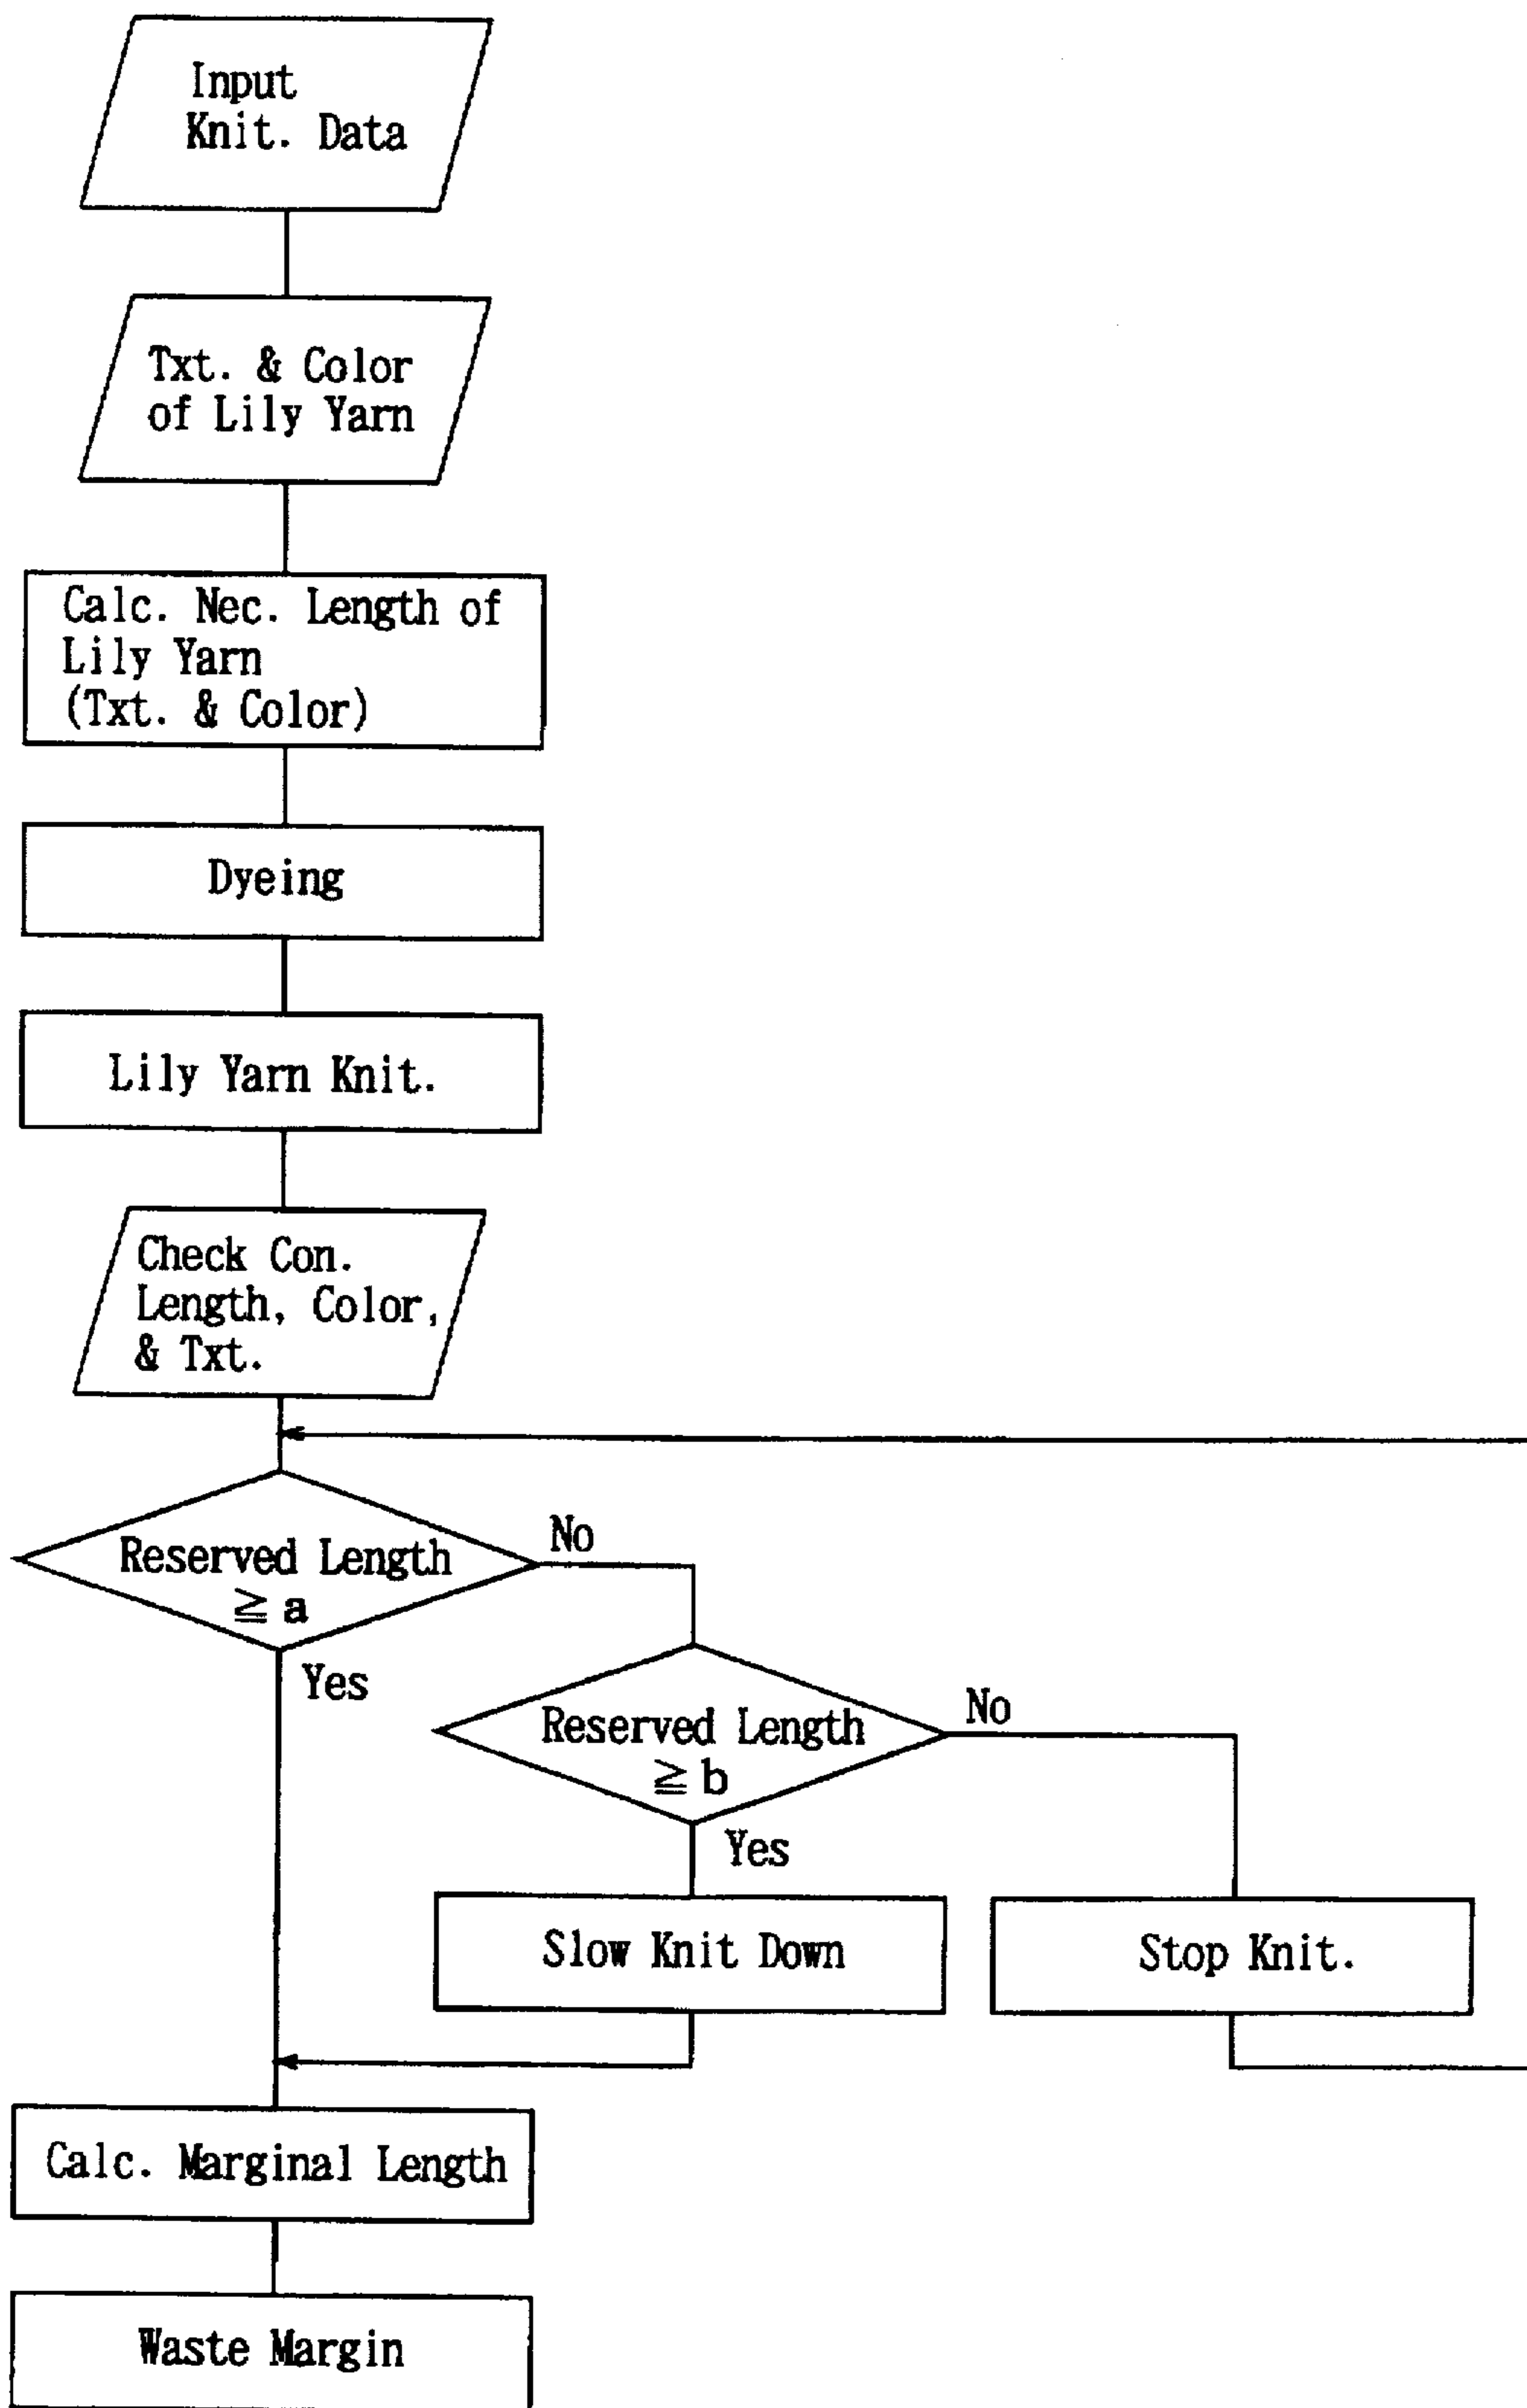 Input
Knit. Data
Txt. & Color
of Lily Yarn
Calc. Nec. Length of
Lily Yarn
(Txt. & Color)
Dyeing
Lily Yarn Knit.
Check Con.
Length, Color,
& Txt.
Reserved Length
≧ a
No
Yes
Reserved Length
≧ b
No
Yes
Slow Knit Down
Stop Knit.
Calc. Marginal Length
Waste Margin